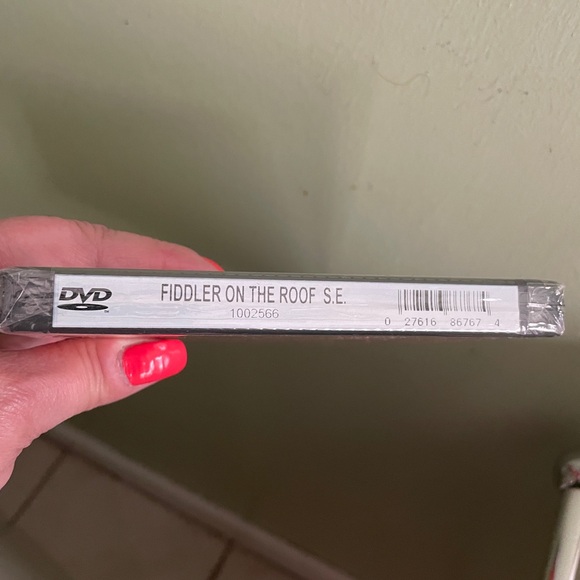 DVD
FIDDLER ON THE ROOF S.E.
1002566
0 27616 86767 4